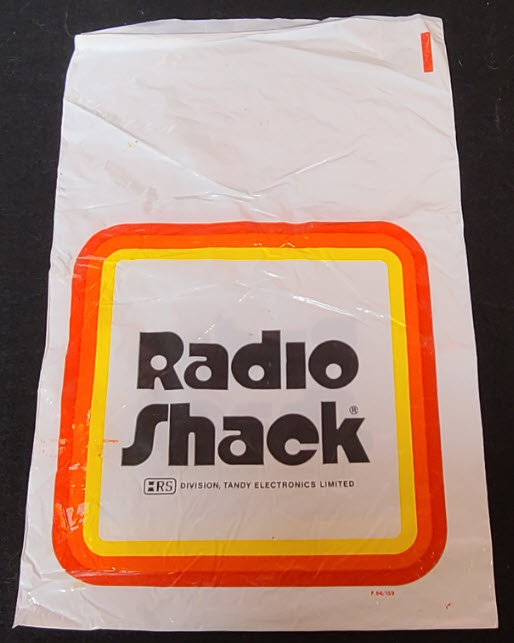 Radio
Shack®
RS DIVISION, TANDY ELECTRONICS LIMITED